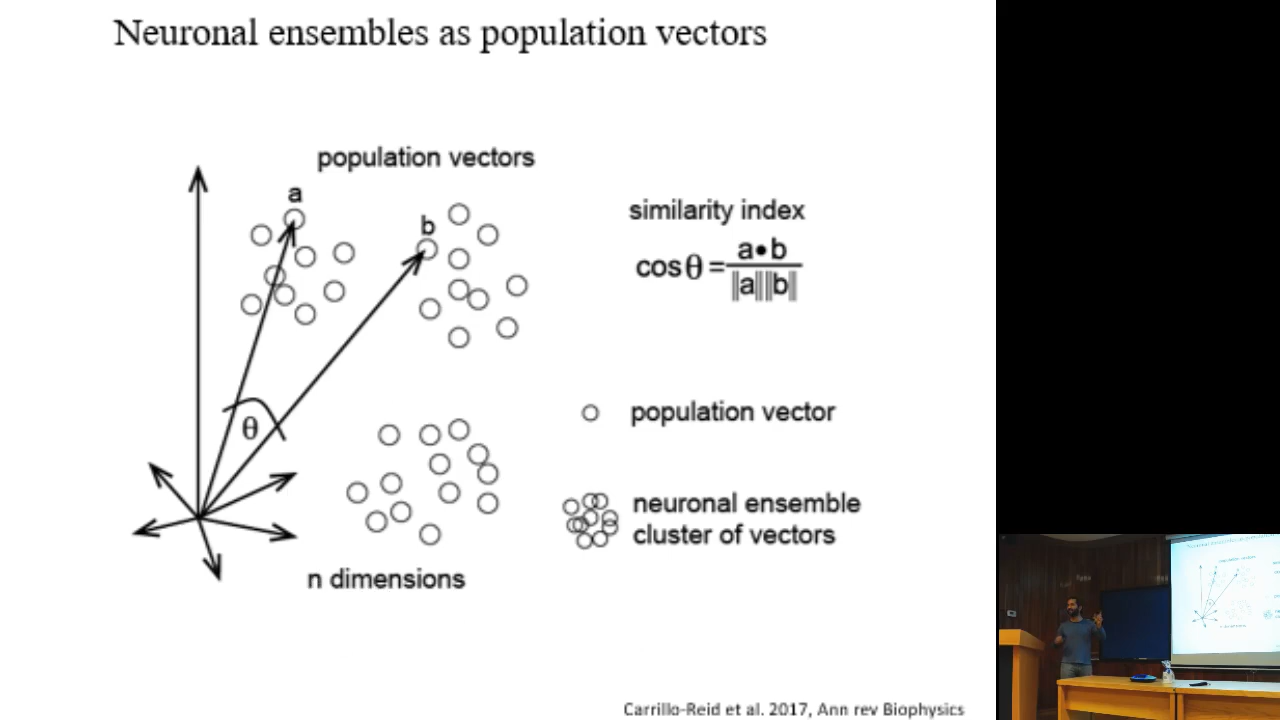 Neuronal ensembles as population vectors
population vectors
a
b
similarity index
cosθ = a•b / ||a|| ||b||
θ
population vector
neuronal ensemble
cluster of vectors
n dimensions
Carrillo-Reid et al. 2017, Ann rev Biophysics